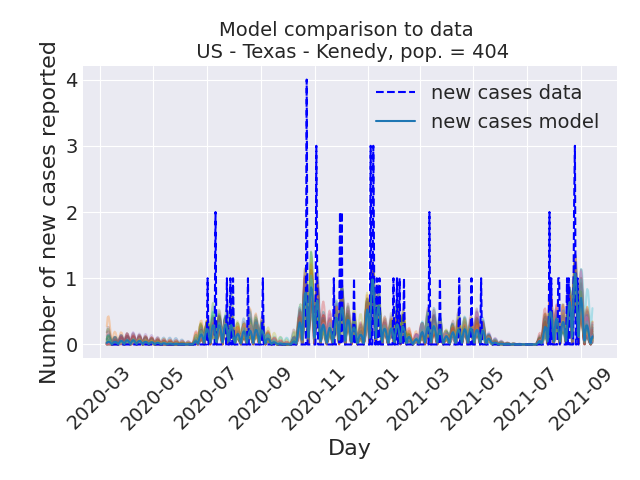 Model comparison to data
US - Texas - Kenedy, pop. = 404
Number of new cases reported
4
3
2
1
0
new cases data
new cases model
2020-03
2020-05
2020-07
2020-09
2020-11
2021-01
2021-03
2021-05
2021-07
2021-09
Day